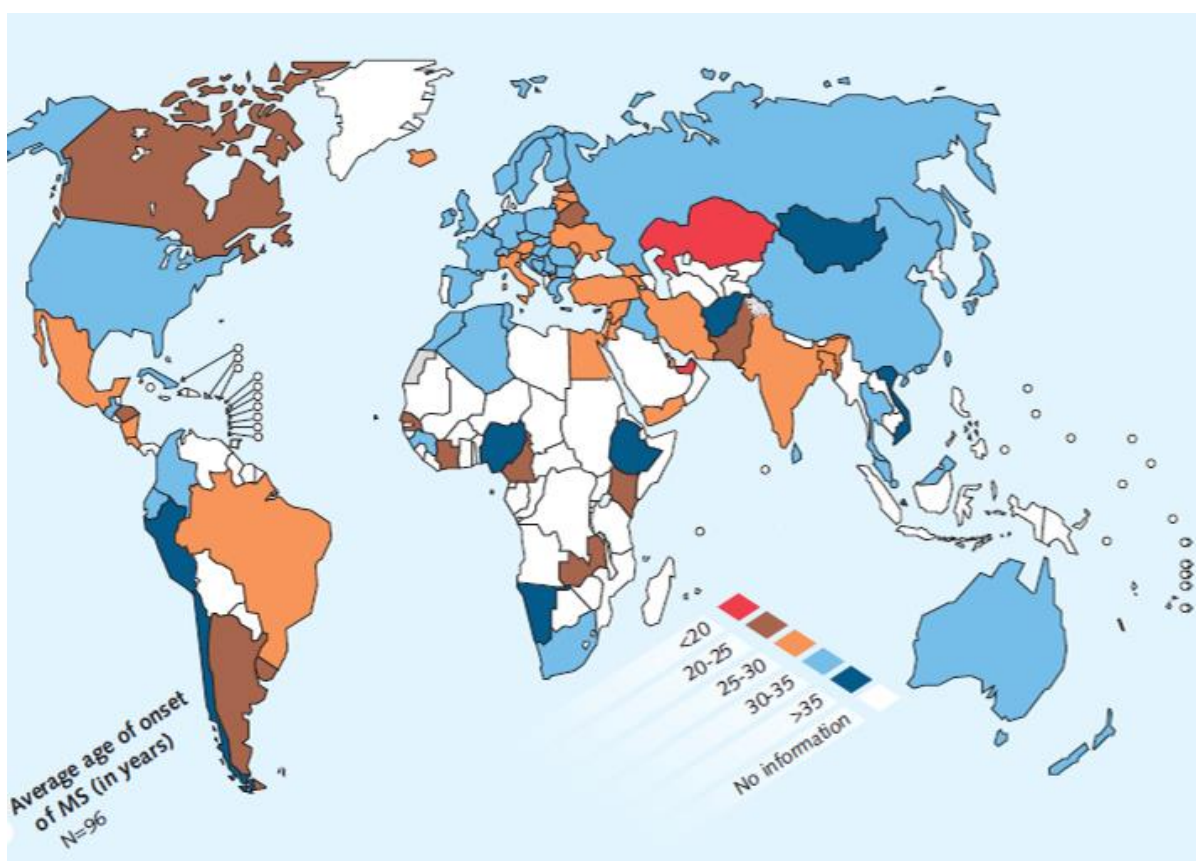 <20
20-25
25-30
30-35
>35
No information
Average age of onset
of MS (in years)
N=96